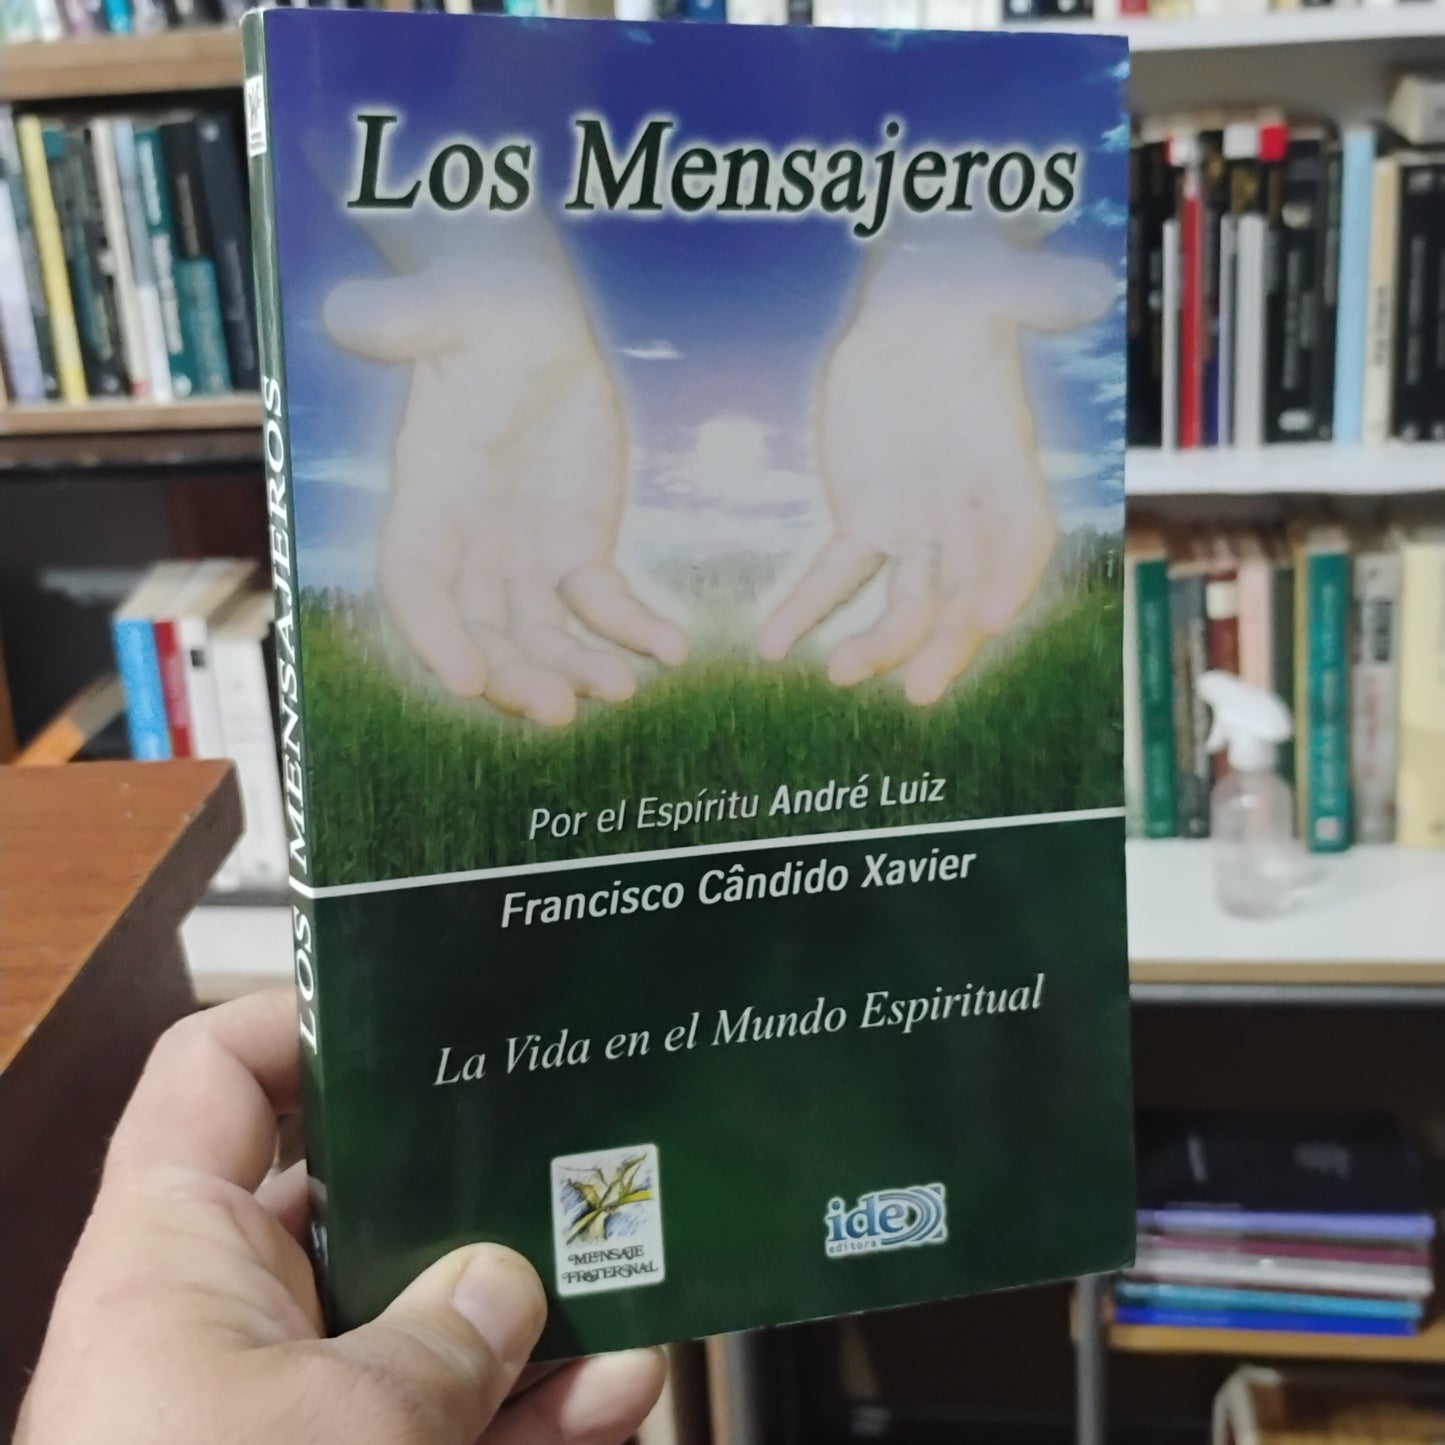 Los Mensajeros
Por el Espíritu André Luiz
Francisco Cândido Xavier
La Vida en el Mundo Espiritual
MENSAJE
FRATERNAL
ide
editora
LOS MENSAJEROS